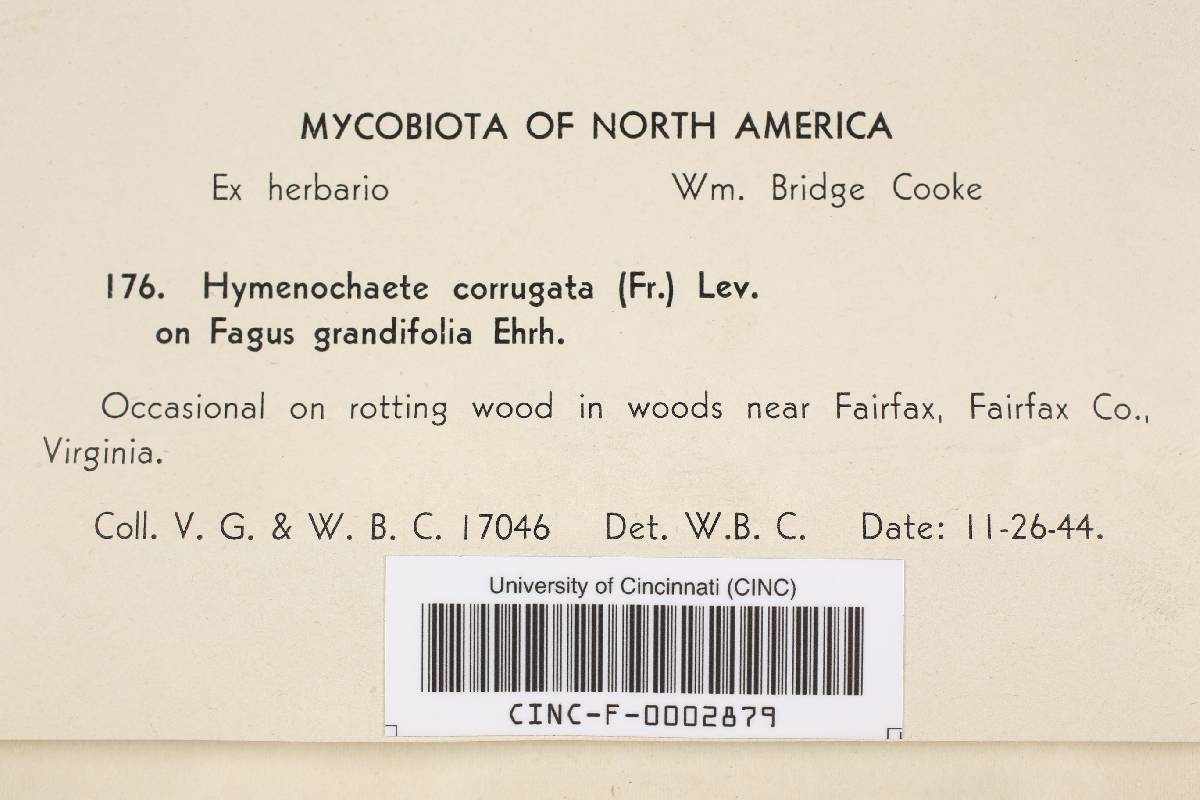 MYCOBIOTA OF NORTH AMERICA
Ex herbario Wm. Bridge Cooke
176. Hymenochaete corrugata (Fr.) Lev.
on Fagus grandifolia Ehrh.
Occasional on rotting wood in woods near Fairfax, Fairfax Co.,
Virginia.
Coll. V. G. & W. B. C. 17046 Det. W.B. C. Date: 11-26-44.
University of Cincinnati (CINC)
CINC-F-0002879